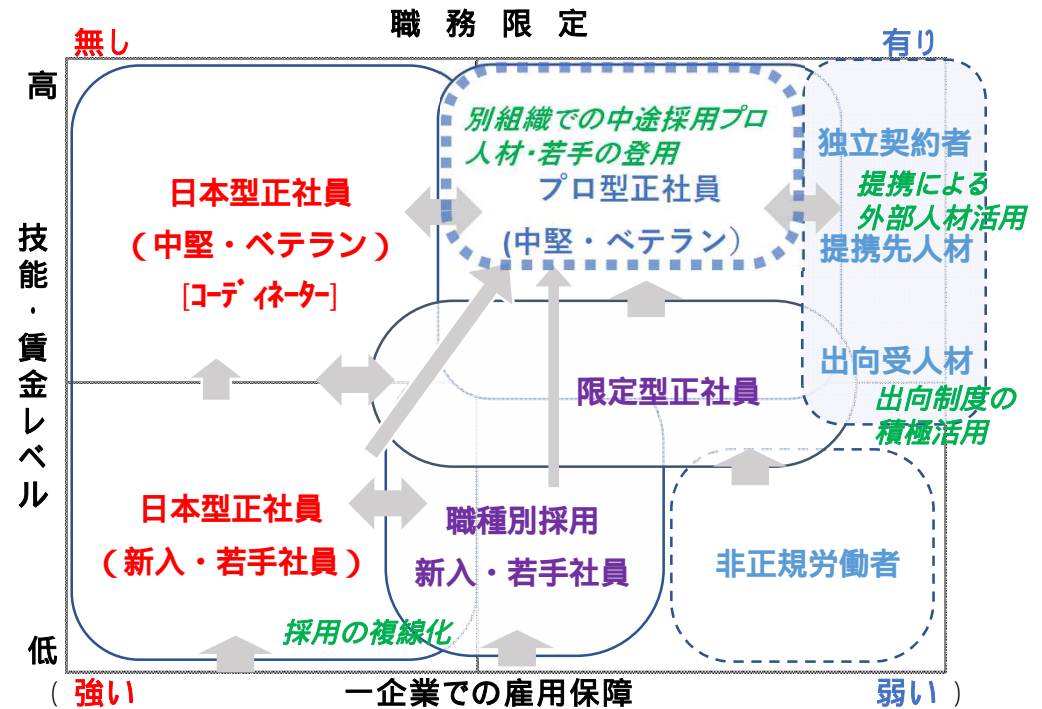 職務限定
無し
有り
高
別組織での中途採用プロ
人材・若手の登用
プロ型正社員
(中堅・ベテラン）
独立契約者
提携による
外部人材活用
提携先人材
日本型正社員
（中堅・ベテラン）
[ｺｰﾃﾞｨﾈｰﾀｰ]
技能・賃金レベル
出向受人材
出向制度の
積極活用
限定型正社員
日本型正社員
（新入・若手社員）
職種別採用
新入・若手社員
非正規労働者
採用の複線化
低
（強い
一企業での雇用保障
弱い）